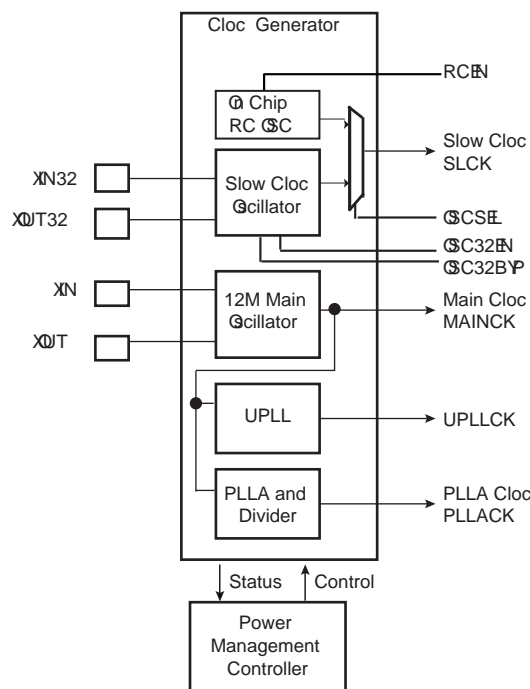 Cloc Generator
On Chip
RC OSC
RCEN
Slow Cloc
SLCK
XIN32
Slow Cloc
Oscillator
XOUT32
OSCSEL
OSC32EN
OSC32BYP
XIN
12M Main
Oscillator
Main Cloc
MAINCK
XOUT
UPLL
UPLLCK
PLLA and
Divider
PLLA Cloc
PLLACK
Status
Control
Power
Management
Controller